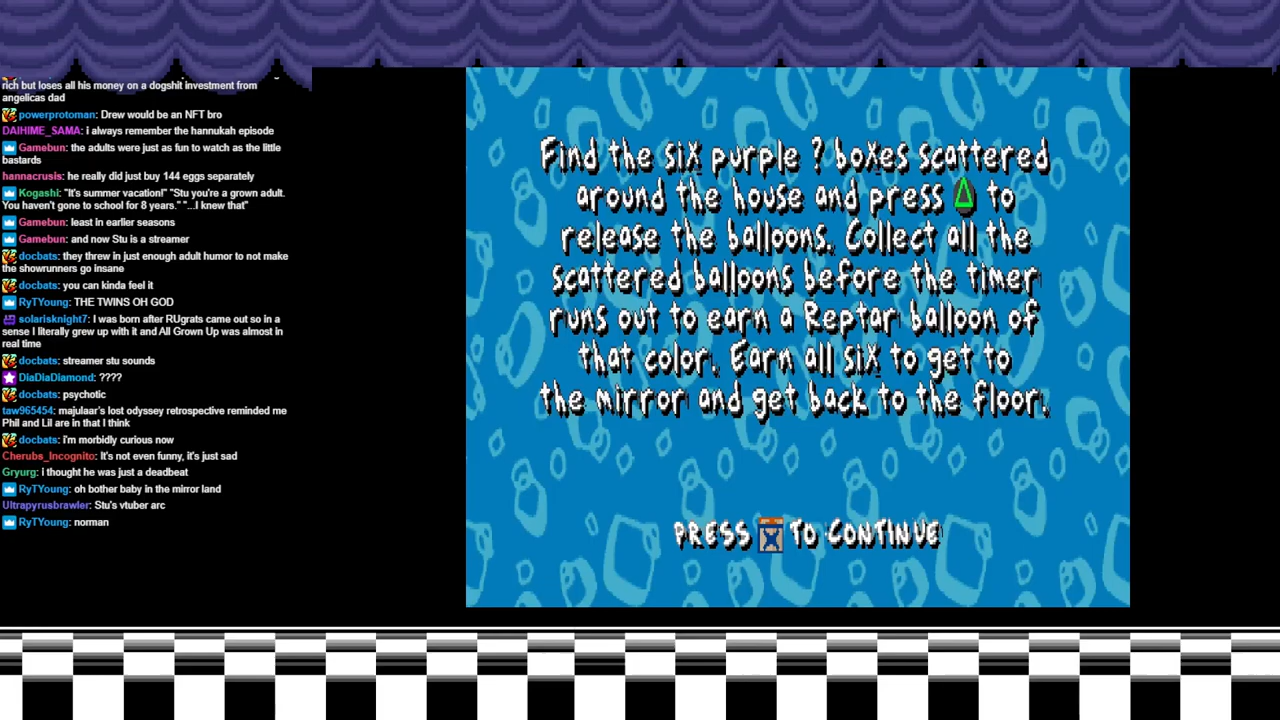 rich but loses all his money on a dogshit investment from
angelicas dad
powerprotoman: Drew would be an NFT bro
DAIHIME_SAMA: i always remember the hannukah episode
Gamebun: the adults were just as fun to watch as the little
bastards
hannacrusis: he really did just buy 144 eggs separately
Kogashi: "It's summer vacation!" "Stu you're a grown adult.
You haven't gone to school for 8 years." "...I knew that"
Gamebun: least in earlier seasons
Gamebun: and now Stu is a streamer
docbats: they threw in just enough adult humor to not make
the showrunners go insane
docbats: you can kinda feel it
RyTYoung: THE TWINS OH GOD
solarisknight7: I was born after RUgrats came out so in a
sense I literally grew up with it and All Grown Up was almost in
real time
docbats: streamer stu sounds
DiaDiaDiamond: ????
docbats: psychotic
taw965454: majulaar's lost odyssey retrospective reminded me
Phil and Lil are in that I think
docbats: i'm morbidly curious now
Cherubs_Incognito: It's not even funny, it's just sad
Gryurg: i thought he was just a deadbeat
RyTYoung: oh bother baby in the mirror land
Ultrapyrusbrawler: Stu's vtuber arc
RyTYoung: norman
Find the six purple ? boxes scattered
around the house and press △ to
release the balloons. Collect all the
scattered balloons before the timer
runs out to earn a Reptar balloon of
that color. Earn all six to get to
the mirror and get back to the floor.
PRESS X TO CONTINUE